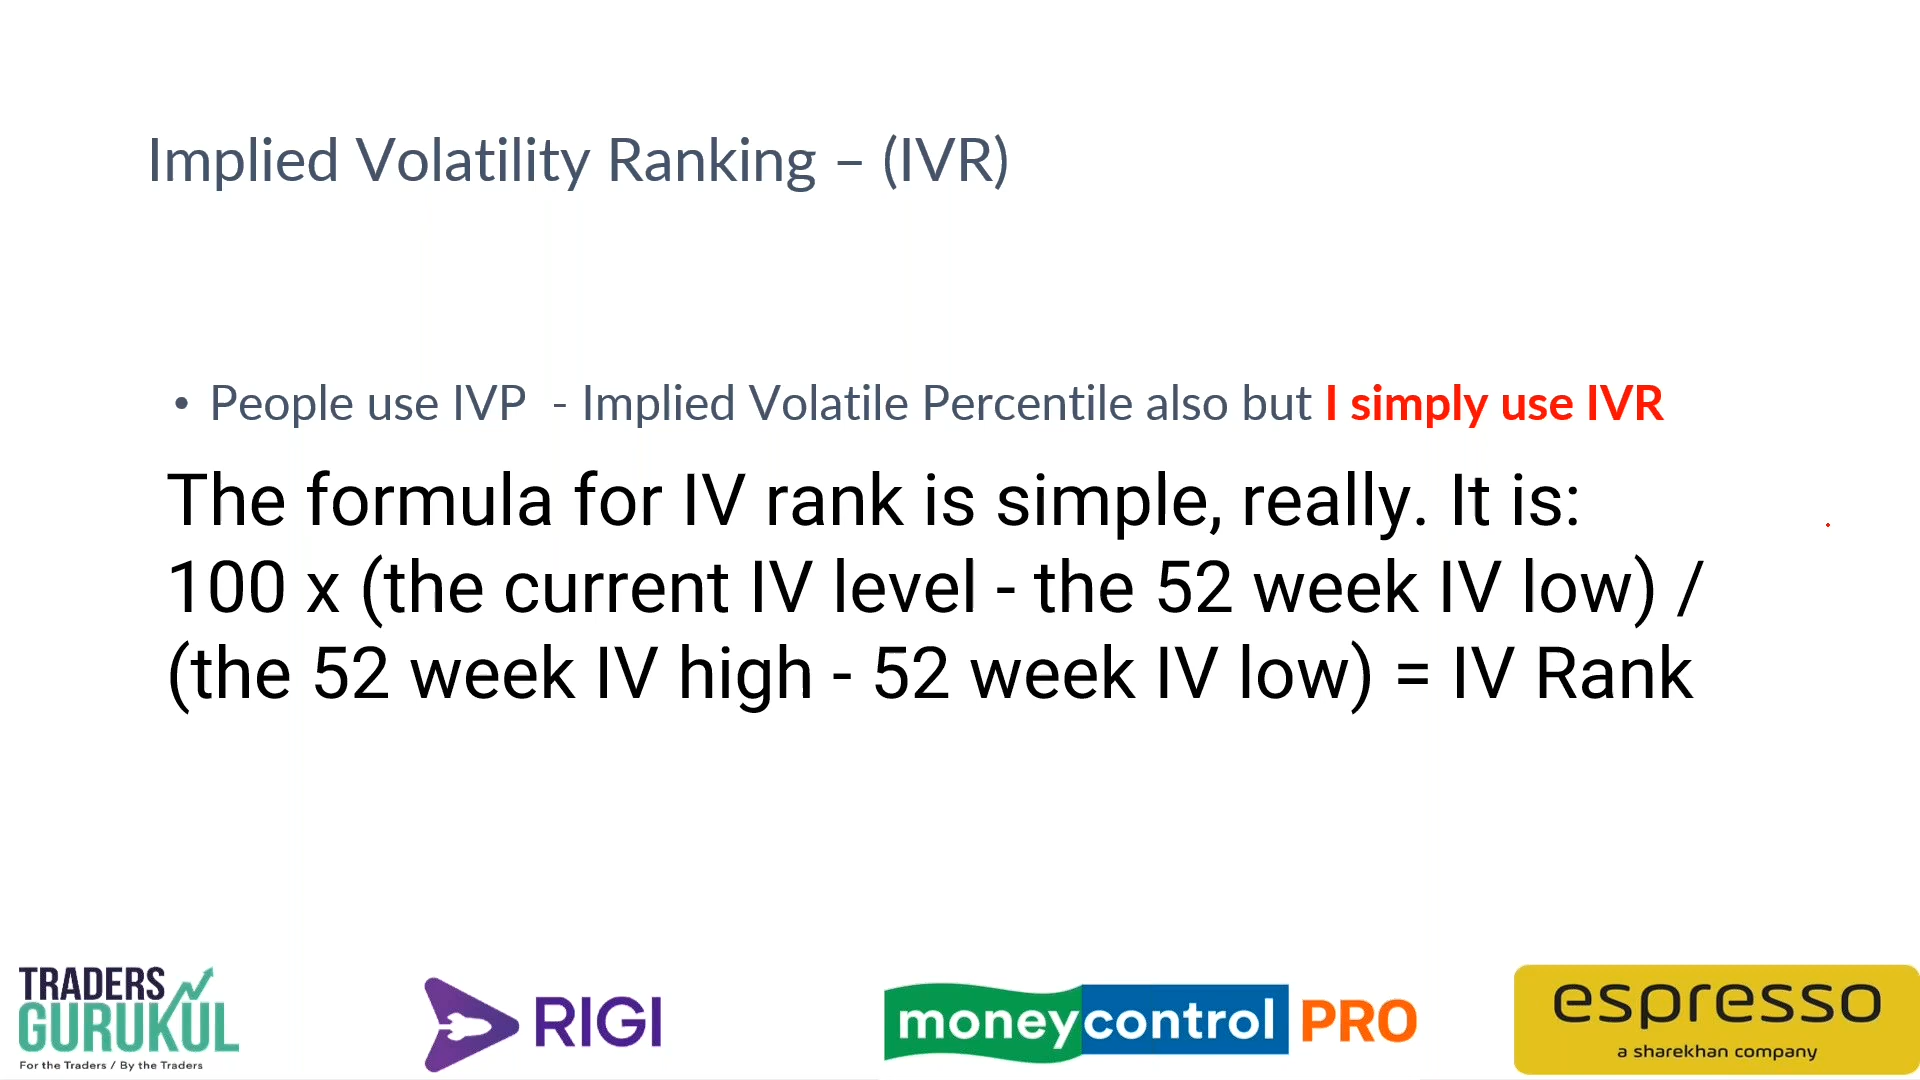 Implied Volatility Ranking – (IVR)
• People use IVP - Implied Volatile Percentile also but I simply use IVR
The formula for IV rank is simple, really. It is:
100 x (the current IV level - the 52 week IV low) /
(the 52 week IV high - 52 week IV low) = IV Rank
TRADERS
GURUKUL
For the Traders / By the Traders
RIGI
moneycontrol PRO
espresso
a sharekhan company